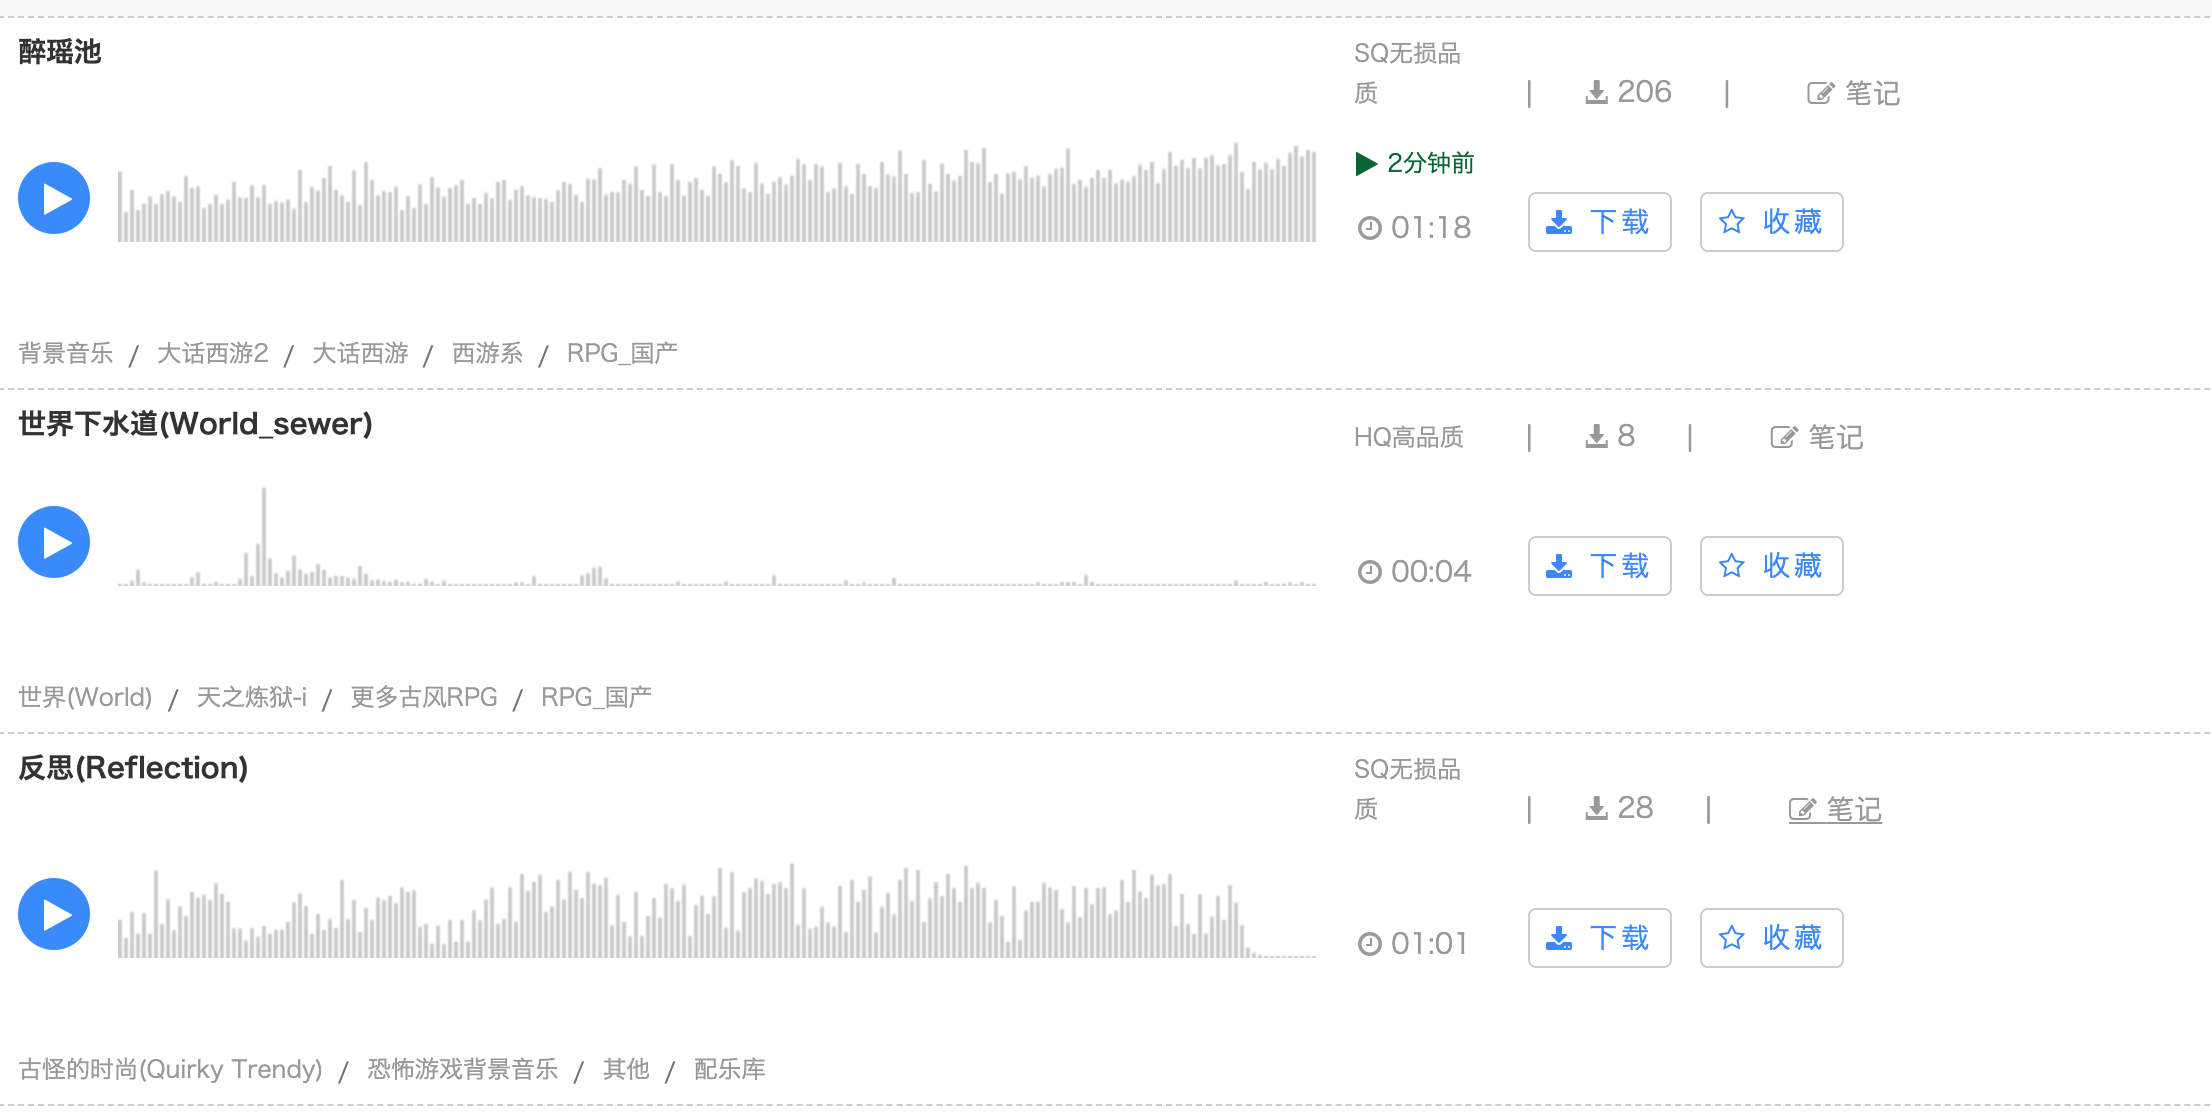 醉瑶池
SQ无损品
质 | 206 | 笔记
2分钟前
01:18 下载 收藏
背景音乐 / 大话西游2 / 大话西游 / 西游系 / RPG_国产
世界下水道(World_sewer)
HQ高品质 | 8 | 笔记
00:04 下载 收藏
世界(World) / 天之炼狱-i / 更多古风RPG / RPG_国产
反思(Reflection)
SQ无损品
质 | 28 | 笔记
01:01 下载 收藏
古怪的时尚(Quirky Trendy) / 恐怖游戏背景音乐 / 其他 / 配乐库